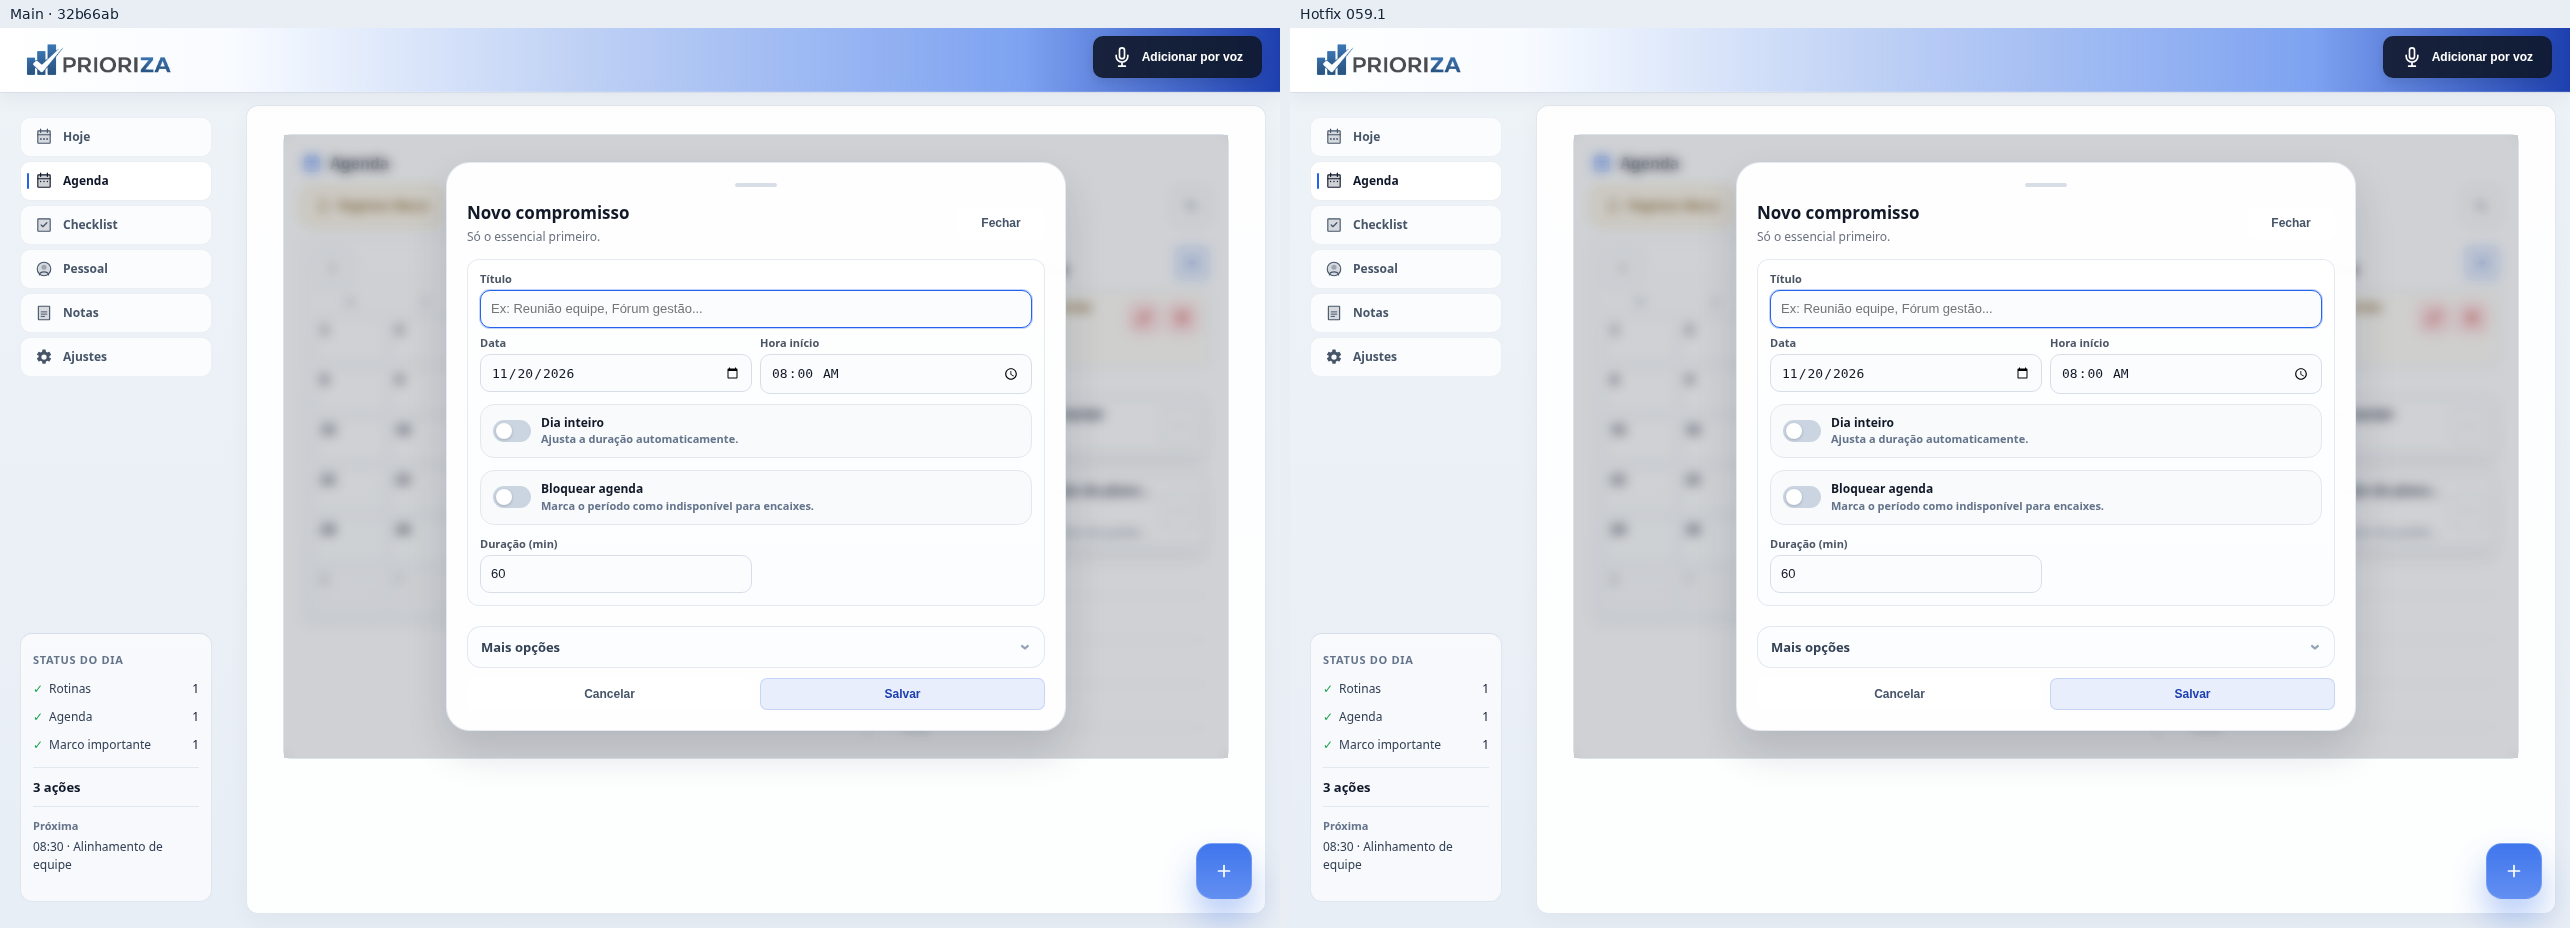 Main · 32b66ab
PRIORIZA
Adicionar por voz
Hoje
Agenda
Checklist
Pessoal
Notas
Ajustes
STATUS DO DIA
✓ Rotinas 1
✓ Agenda 1
✓ Marco importante 1
3 ações
Próxima
08:30 · Alinhamento de
equipe
Agenda
Novo compromisso
Só o essencial primeiro.
Fechar
Título
Ex: Reunião equipe, Fórum gestão...
Data
Hora início
11/20/2026
08:00 AM
Dia inteiro
Ajusta a duração automaticamente.
Bloquear agenda
Marca o período como indisponível para encaixes.
Duração (min)
60
Mais opções
Cancelar
Salvar
+
Hotfix 059.1
PRIORIZA
Adicionar por voz
Hoje
Agenda
Checklist
Pessoal
Notas
Ajustes
STATUS DO DIA
✓ Rotinas 1
✓ Agenda 1
✓ Marco importante 1
3 ações
Próxima
08:30 · Alinhamento de
equipe
Agenda
Novo compromisso
Só o essencial primeiro.
Fechar
Título
Ex: Reunião equipe, Fórum gestão...
Data
Hora início
11/20/2026
08:00 AM
Dia inteiro
Ajusta a duração automaticamente.
Bloquear agenda
Marca o período como indisponível para encaixes.
Duração (min)
60
Mais opções
Cancelar
Salvar
+